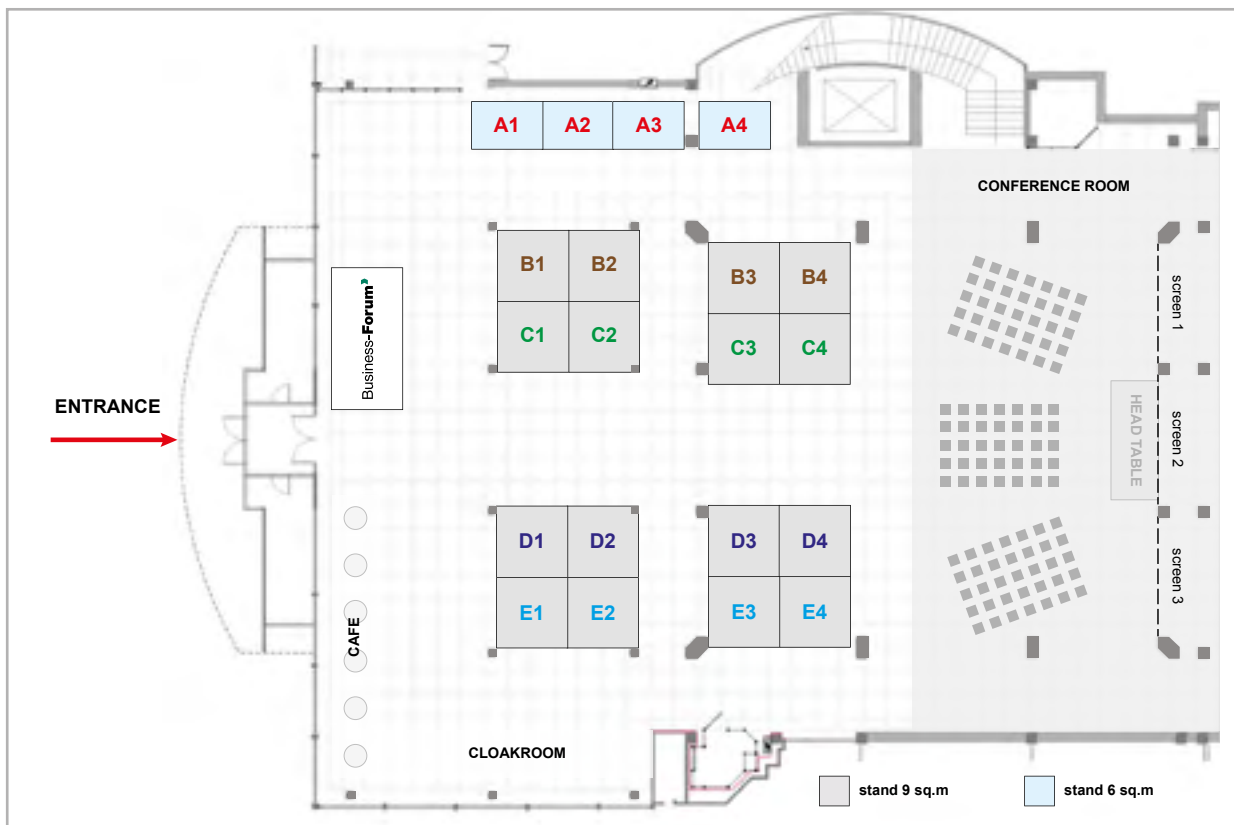 A1 A2 A3 A4
CONFERENCE ROOM
B1 B2 B3 B4
C1 C2 C3 C4
Business-Forum
screen 1
ENTRANCE
HEAD TABLE
screen 2
D1 D2 D3 D4
E1 E2 E3 E4
screen 3
CAFE
CLOAKROOM
stand 9 sq.m
stand 6 sq.m